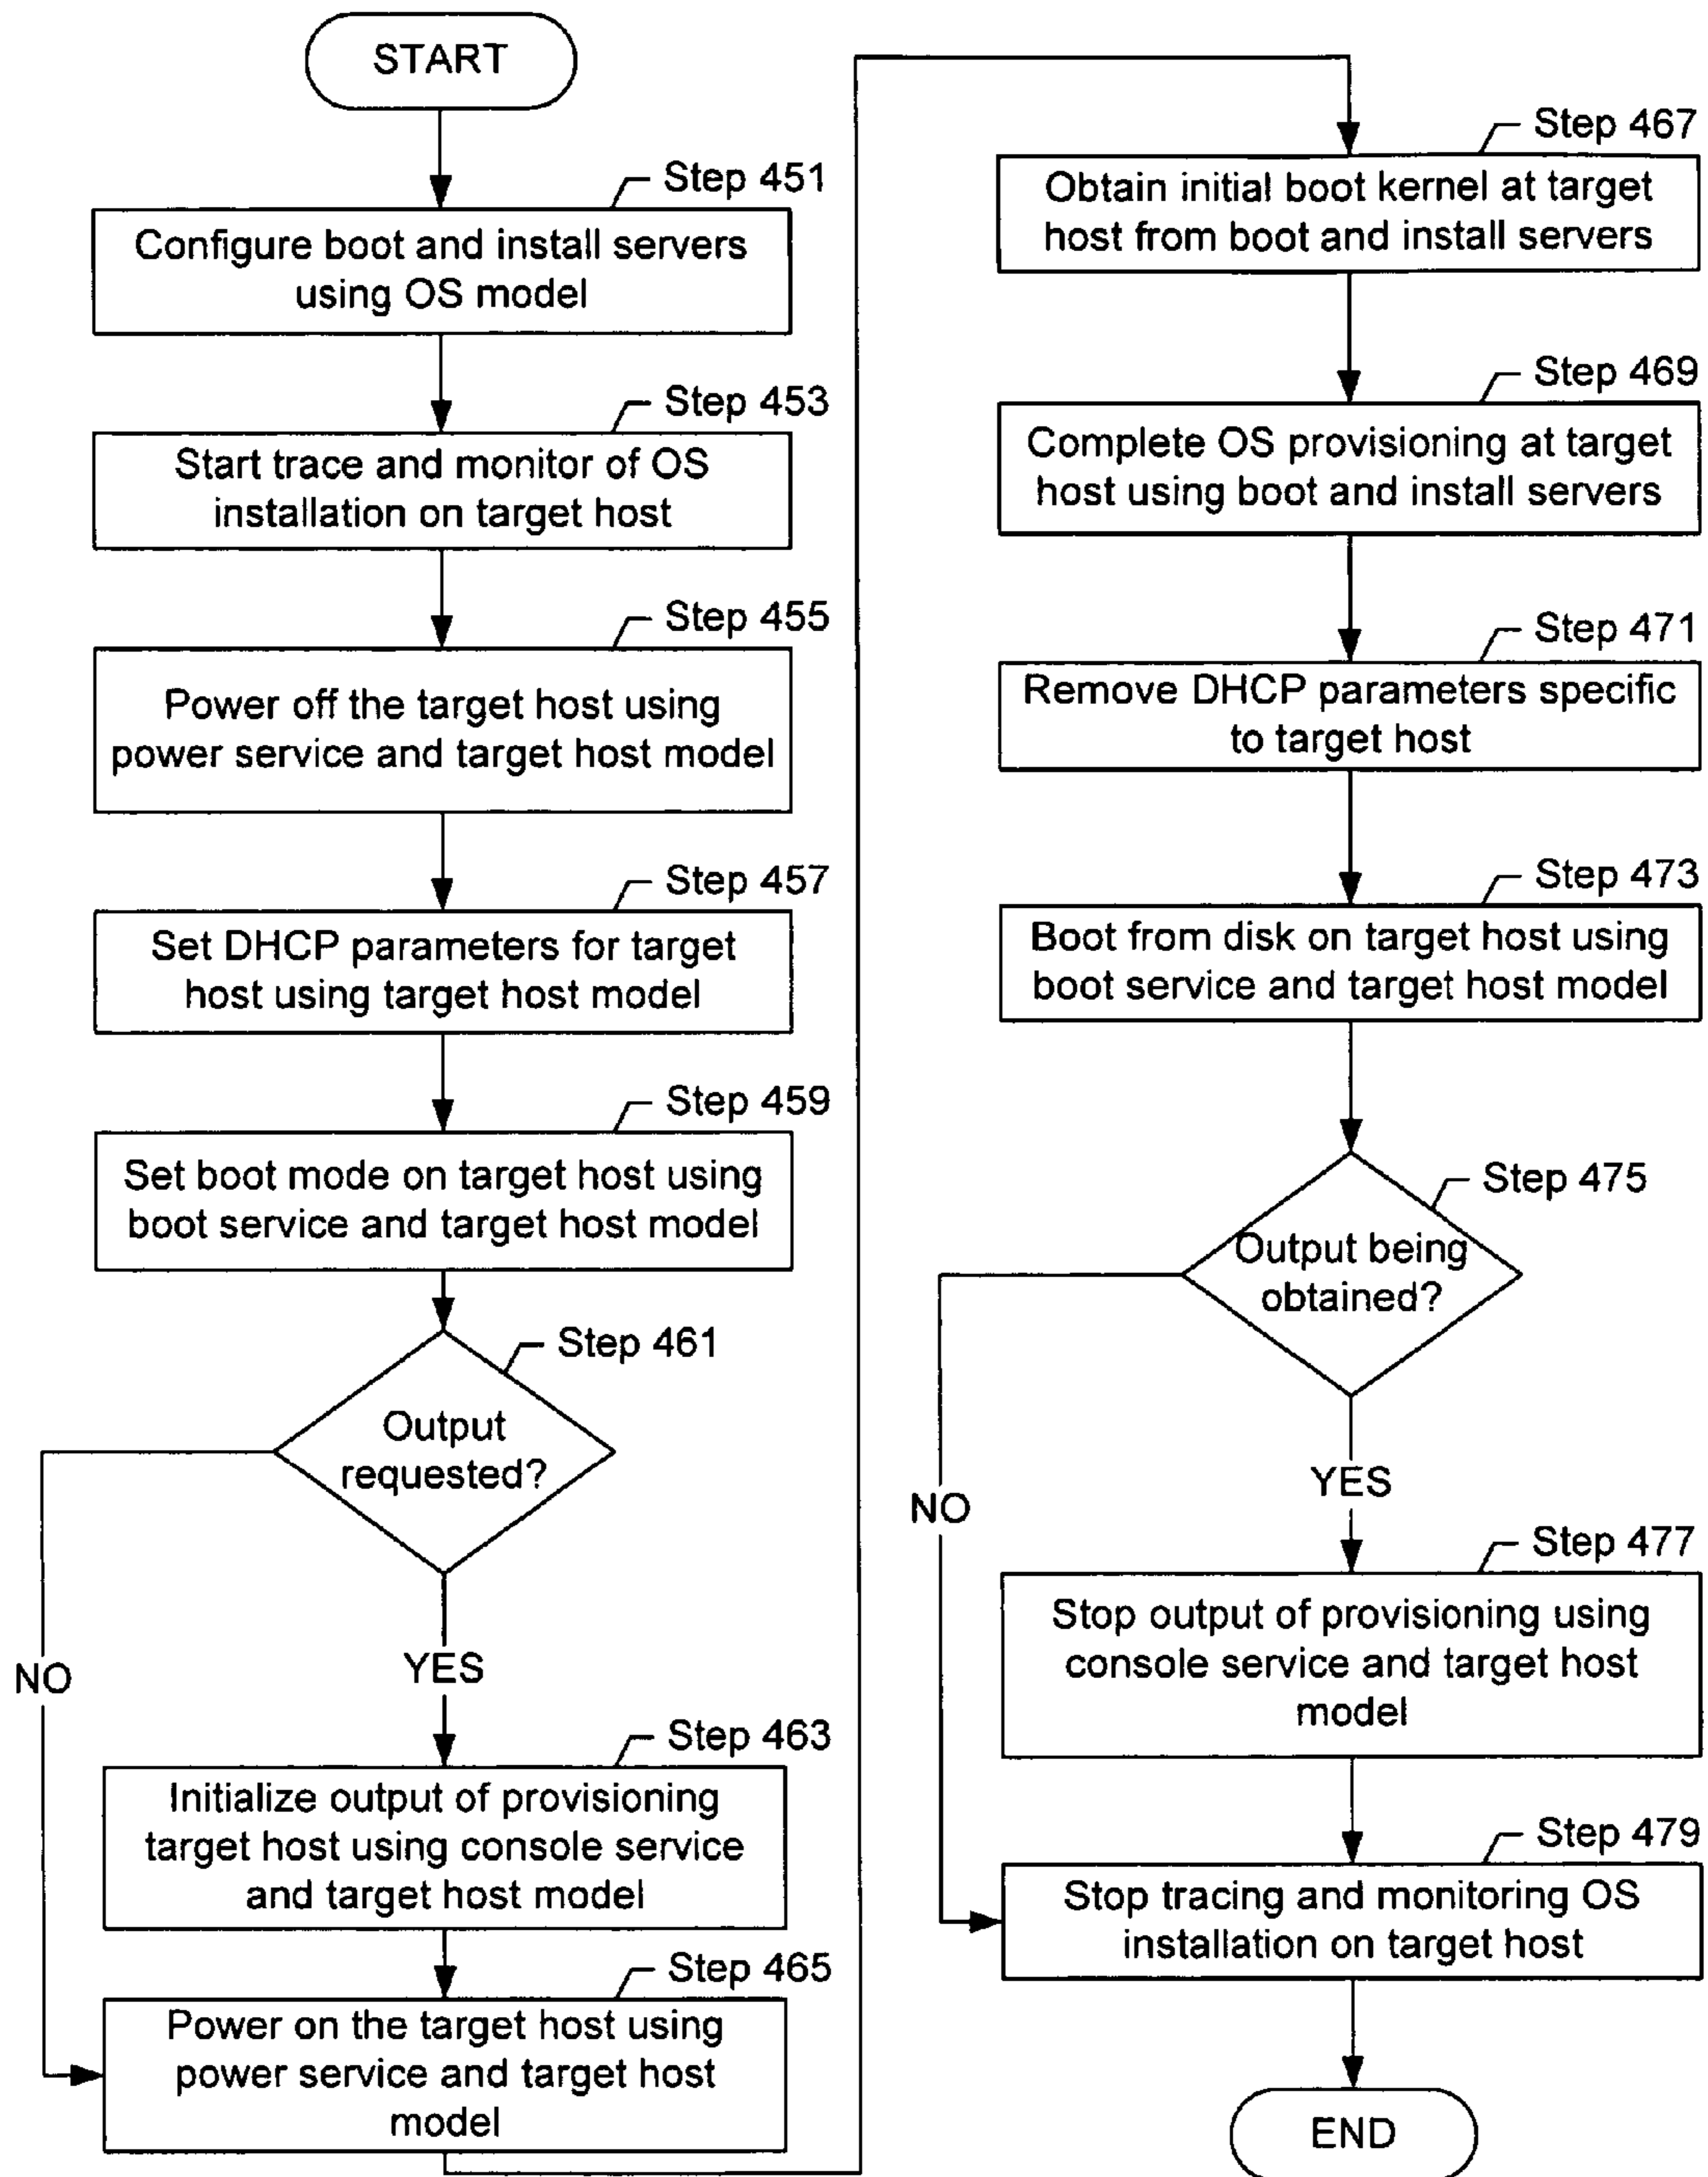 START
Step 451
Configure boot and install servers
using OS model
Step 453
Start trace and monitor of OS
installation on target host
Step 455
Power off the target host using
power service and target host model
Step 457
Set DHCP parameters for target
host using target host model
Step 459
Set boot mode on target host using
boot service and target host model
Step 461
Output
requested?
NO
YES
Step 463
Initialize output of provisioning
target host using console service
and target host model
Step 465
Power on the target host using
power service and target host
model
Step 467
Obtain initial boot kernel at target
host from boot and install servers
Step 469
Complete OS provisioning at target
host using boot and install servers
Step 471
Remove DHCP parameters specific
to target host
Step 473
Boot from disk on target host using
boot service and target host model
Step 475
Output being
obtained?
NO
YES
Step 477
Stop output of provisioning using
console service and target host
model
Step 479
Stop tracing and monitoring OS
installation on target host
END